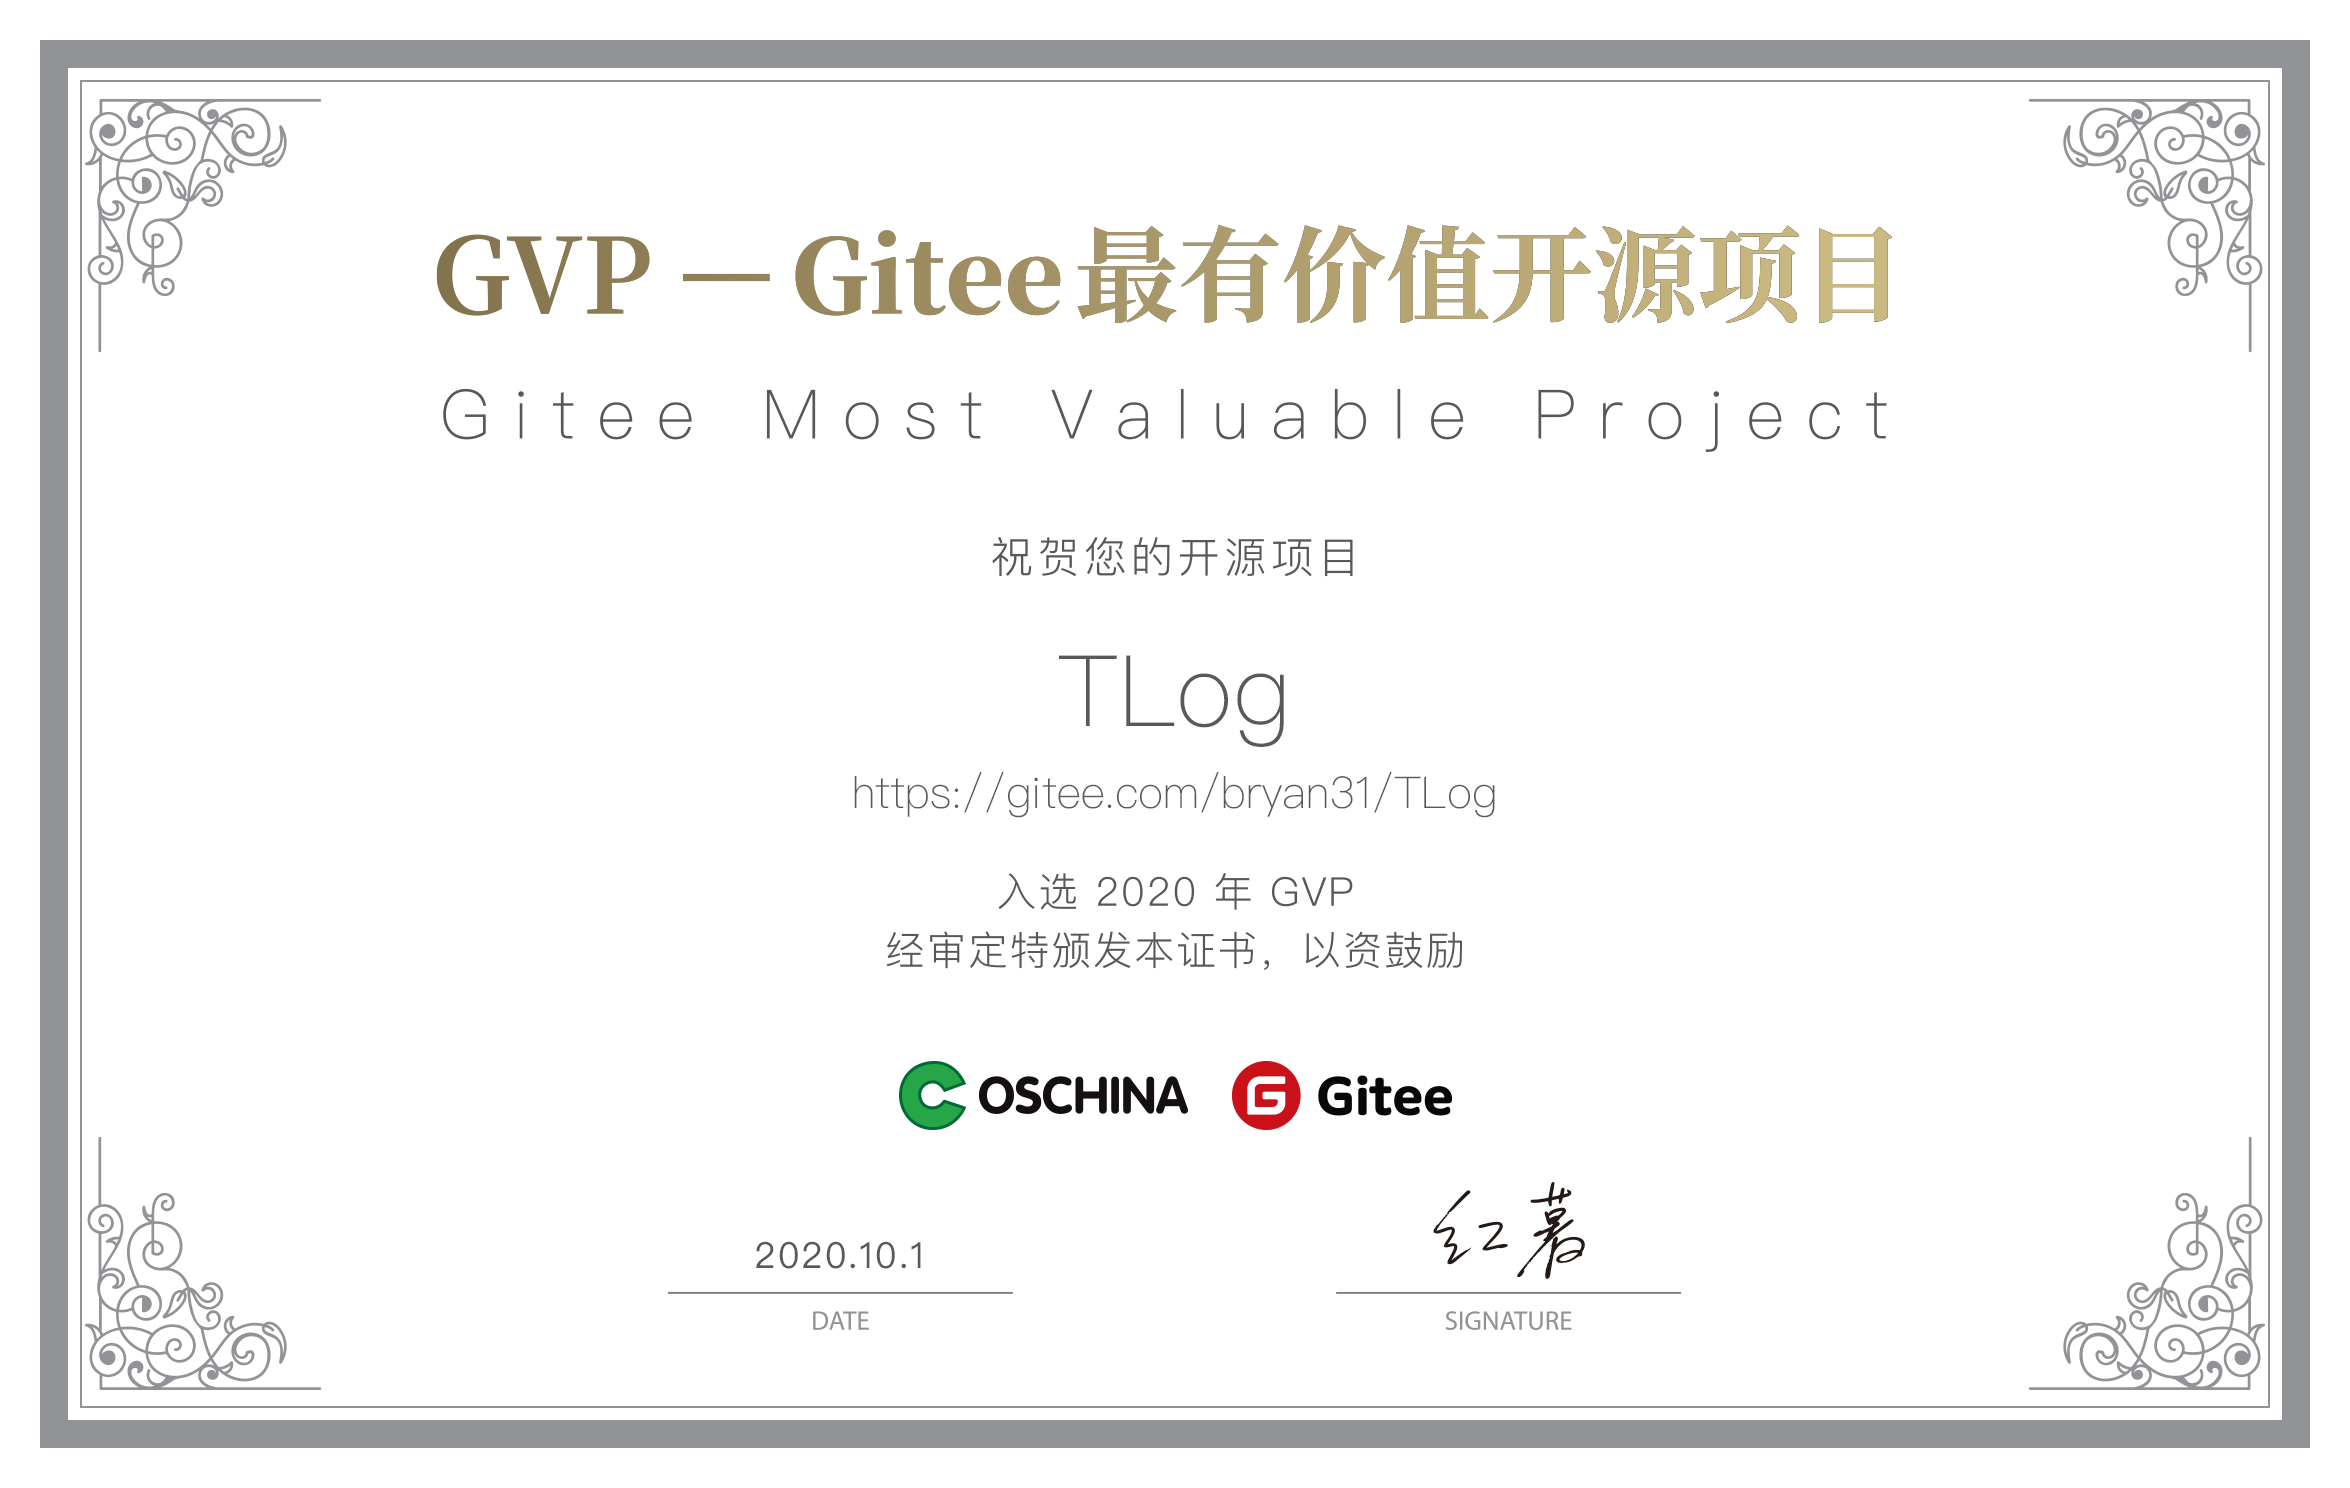 GVP — Gitee最有价值开源项目
Gitee Most Valuable Project
祝贺您的开源项目
TLog
https://gitee.com/bryan31/TLog
入选 2020 年 GVP
经审定特颁发本证书，以资鼓励
OSCHINA Gitee
2020.10.1
红薯
DATE
SIGNATURE